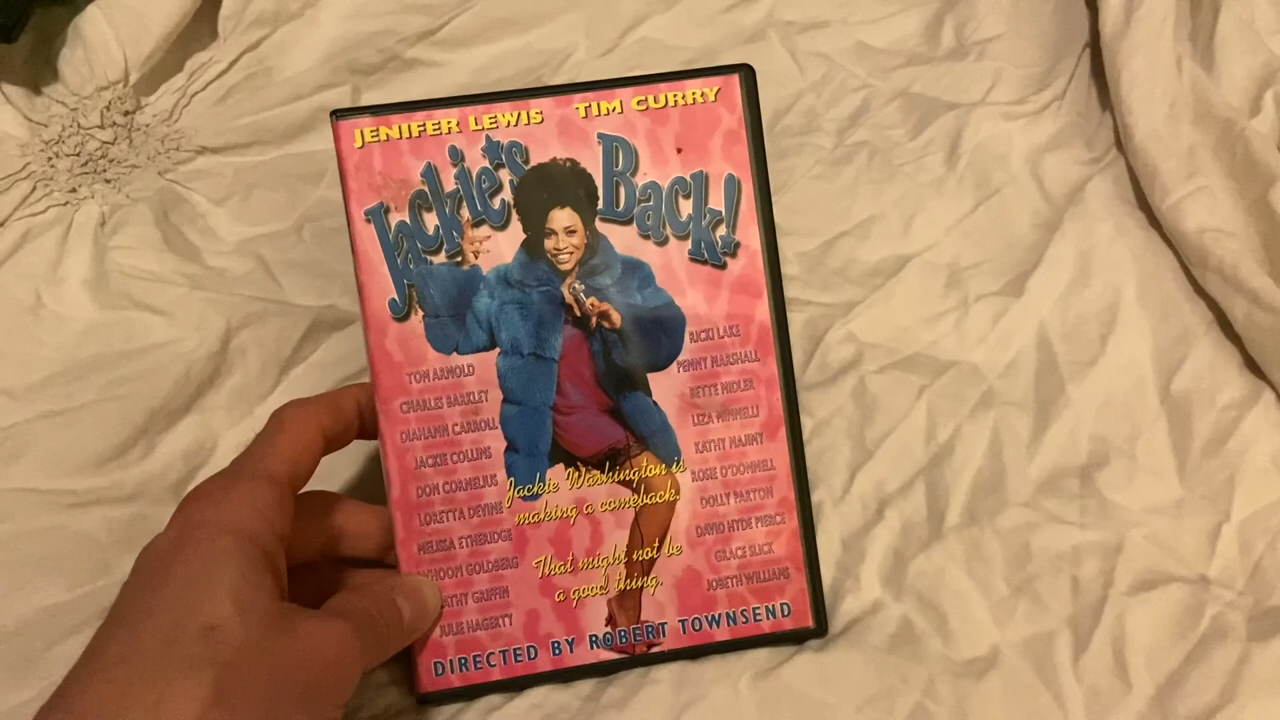 JENIFER LEWIS TIM CURRY
Jackie's Back!
TOM ARNOLD
CHARLES BARKLEY
DIAHANN CARROLL
JACKIE COLLINS
DON CORNELIUS
LORETTA DEVINE
MELISSA ETHERIDGE
WHOOPI GOLDBERG
KATHY GRIFFIN
JULIE HAGERTY
RICKI LAKE
PENNY MARSHALL
BETTE MIDLER
LIZA MINNELLI
KATHY NAJINY
ROSIE O'DONNELL
DOLLY PARTON
DAVID HYDE PIERCE
GRACE SLICK
JOBETH WILLIAMS
Jackie Washington is
making a comeback.
That might not be
a good thing.
DIRECTED BY ROBERT TOWNSEND